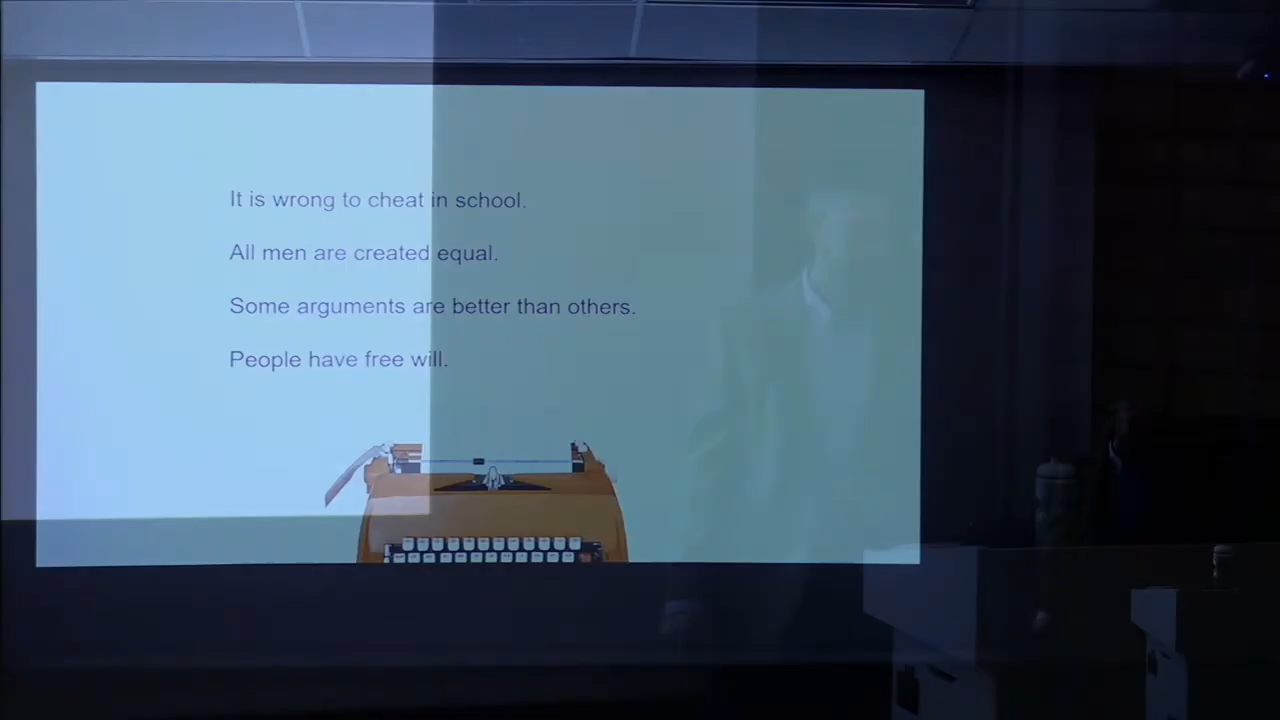 It is wrong to cheat in school.
All men are created equal.
Some arguments are better than others.
People have free will.